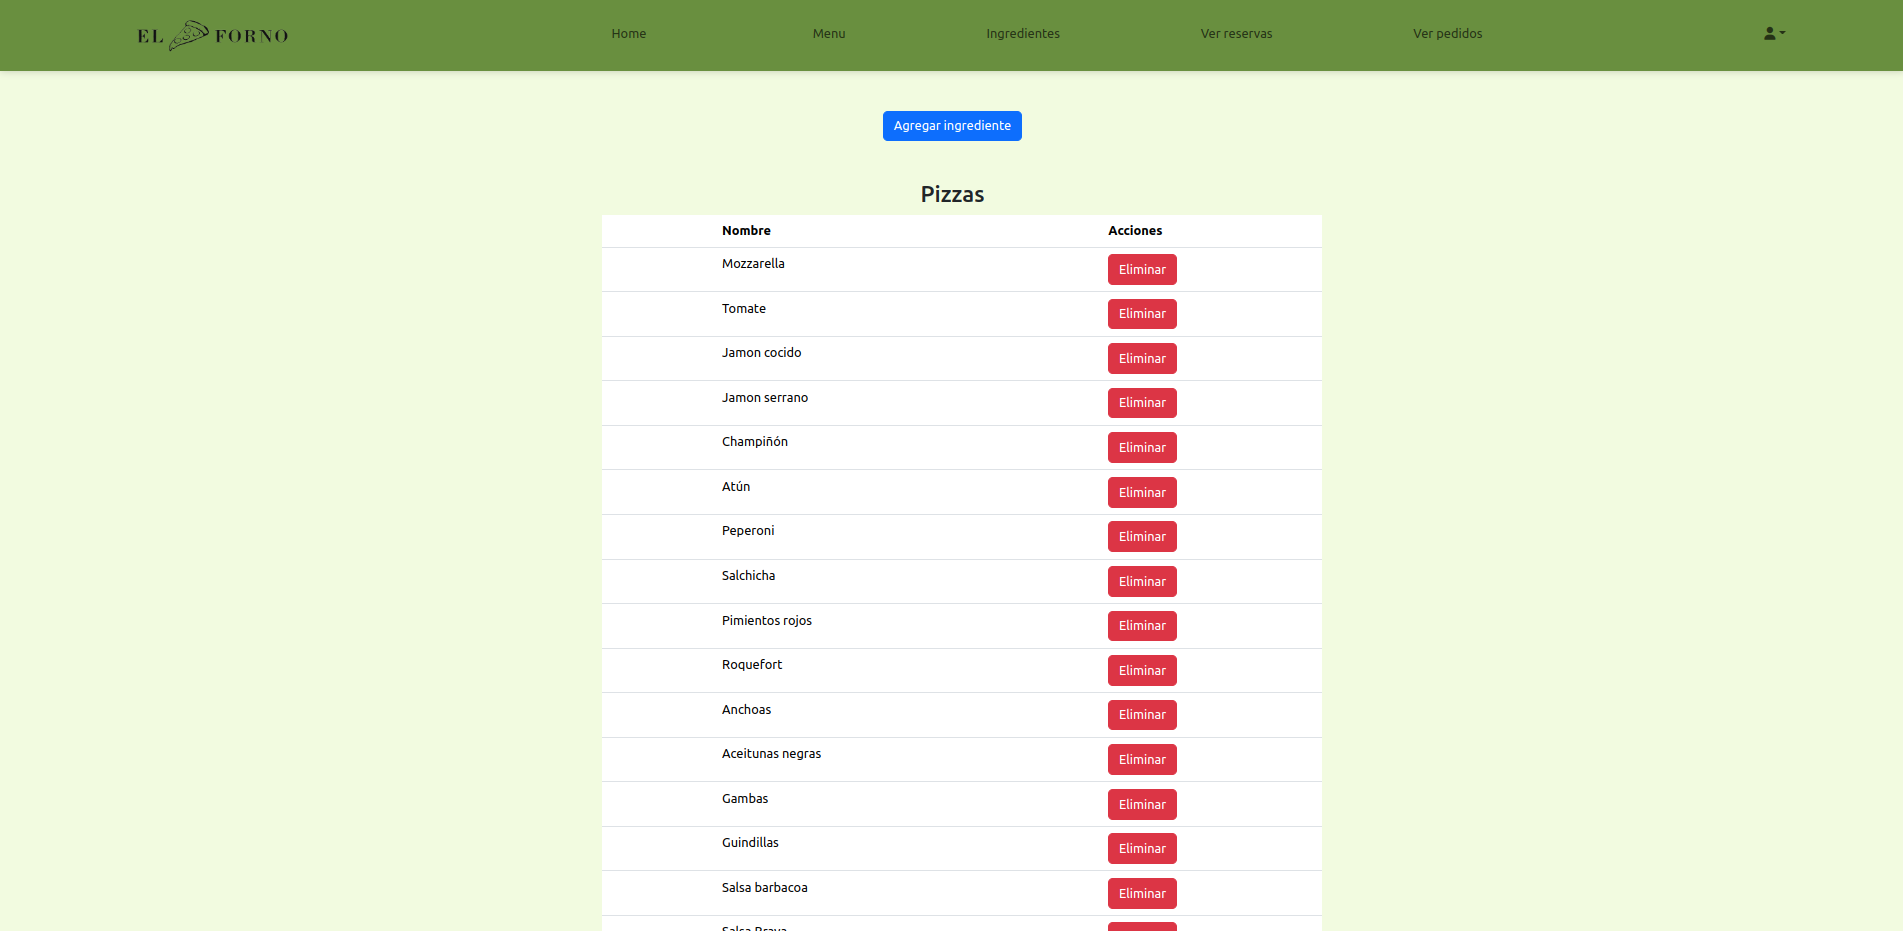 EL FORNO Home Menu Ingredientes Ver reservas Ver pedidos
Agregar ingrediente
Pizzas
Nombre Acciones
Mozzarella Eliminar
Tomate Eliminar
Jamon cocido Eliminar
Jamon serrano Eliminar
Champiñón Eliminar
Atún Eliminar
Peperoni Eliminar
Salchicha Eliminar
Pimientos rojos Eliminar
Roquefort Eliminar
Anchoas Eliminar
Aceitunas negras Eliminar
Gambas Eliminar
Guindillas Eliminar
Salsa barbacoa Eliminar
Salsa Brava